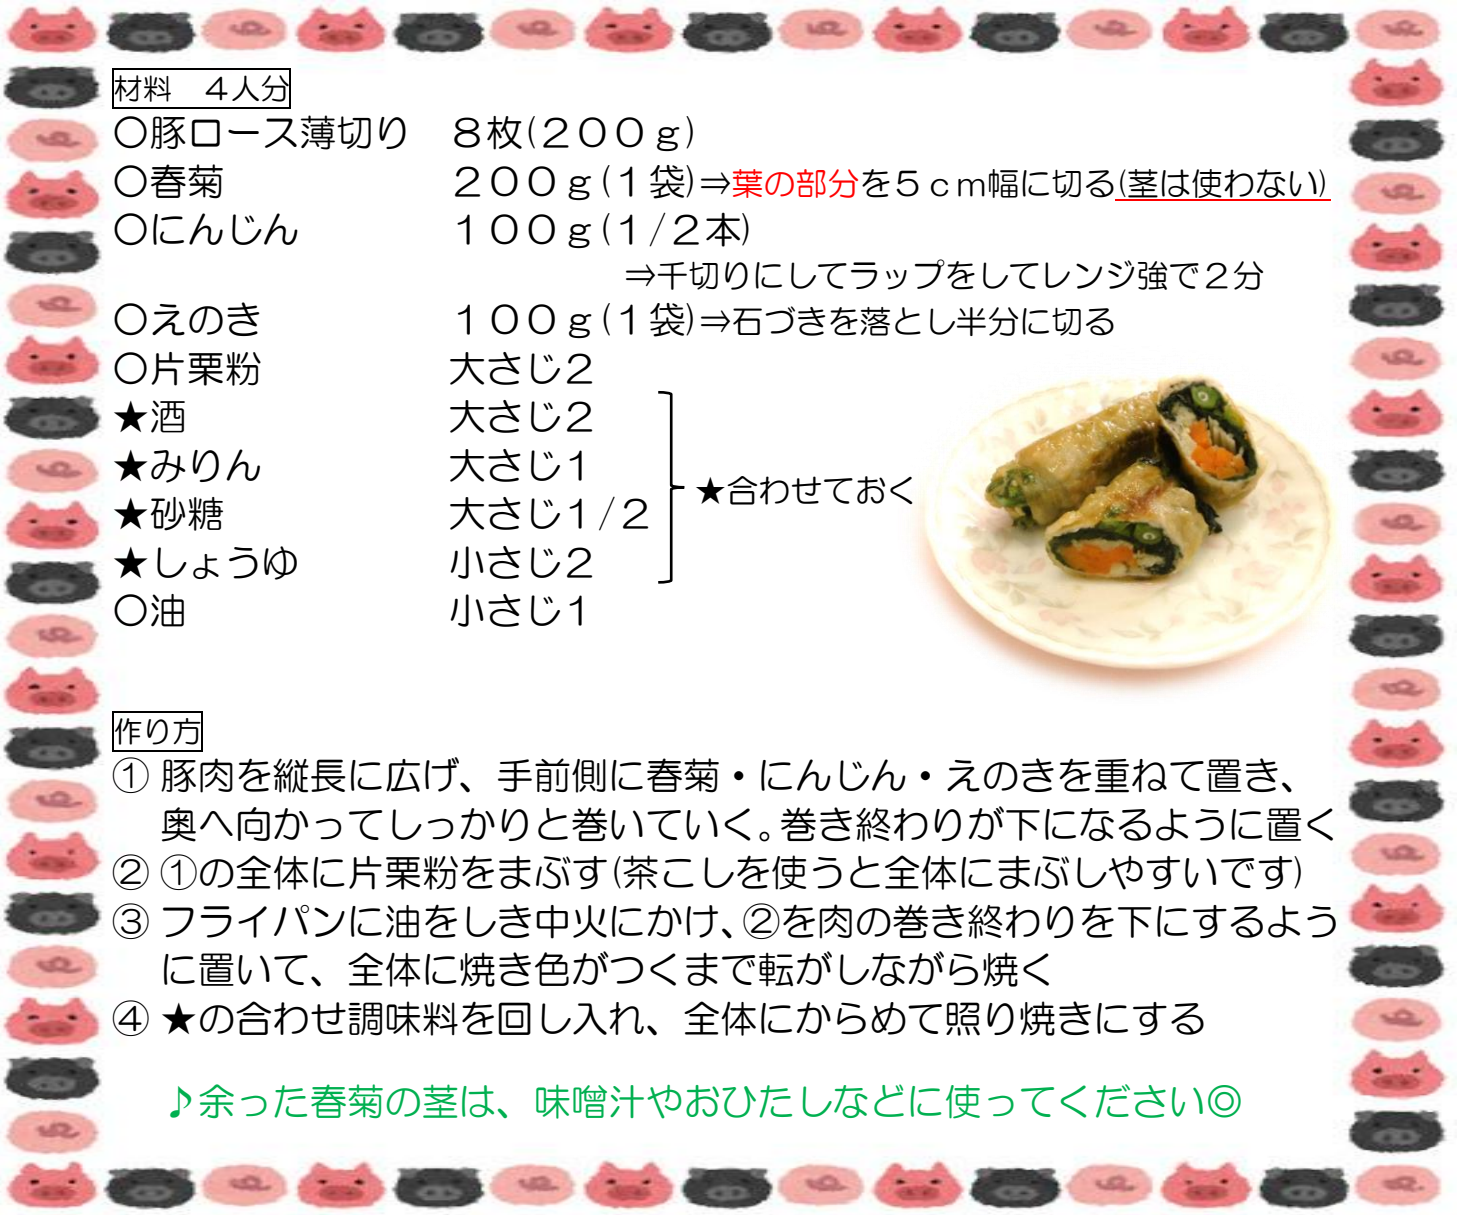 材料　４人分
〇豚ロース薄切り　８枚(２００ｇ)
〇春菊　２００ｇ(１袋)⇒葉の部分を５ｃｍ幅に切る(茎は使わない)
〇にんじん　１００ｇ(１/２本)
⇒千切りにしてラップをしてレンジ強で２分
〇えのき　１００ｇ(１袋)⇒石づきを落とし半分に切る
〇片栗粉　大さじ２
★酒　大さじ２
★みりん　大さじ１
★砂糖　大さじ１/２
★合わせておく
★しょうゆ　小さじ２
〇油　小さじ１
作り方
① 豚肉を縦長に広げ、手前側に春菊・にんじん・えのきを重ねて置き、
奥へ向かってしっかりと巻いていく。巻き終わりが下になるように置く
② ①の全体に片栗粉をまぶす(茶こしを使うと全体にまぶしやすいです)
③ フライパンに油をしき中火にかけ、②を肉の巻き終わりを下にするよう
に置いて、全体に焼き色がつくまで転がしながら焼く
④ ★の合わせ調味料を回し入れ、全体にからめて照り焼きにする
♪余った春菊の茎は、味噌汁やおひたしなどに使ってください◎